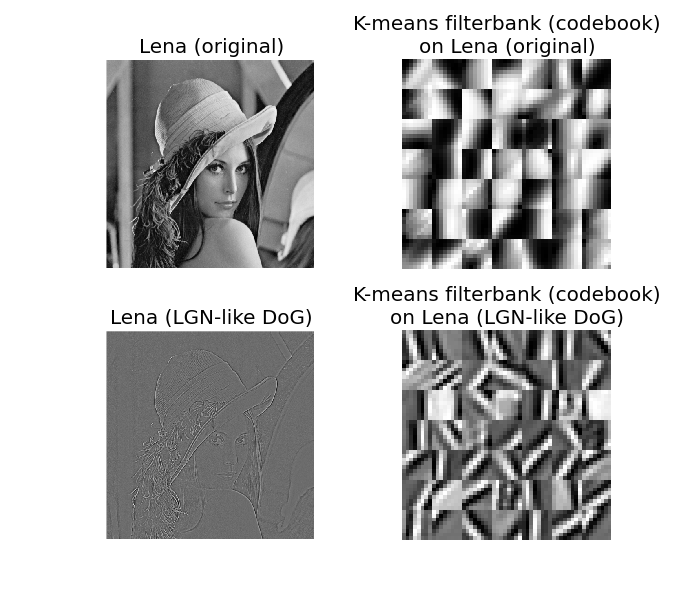 Lena (original)
K-means filterbank (codebook)
on Lena (original)
Lena (LGN-like DoG)
K-means filterbank (codebook)
on Lena (LGN-like DoG)